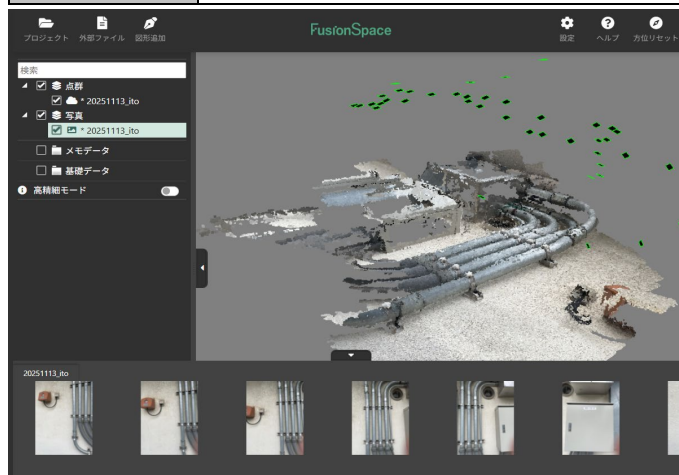 プロジェクト 外部ファイル 図形追加 FusionSpace 設定 ヘルプ 方位リセット
検索
点群
* 20251113_ito
写真
* 20251113_ito
メモデータ
基礎データ
高精細モード
20251113_ito